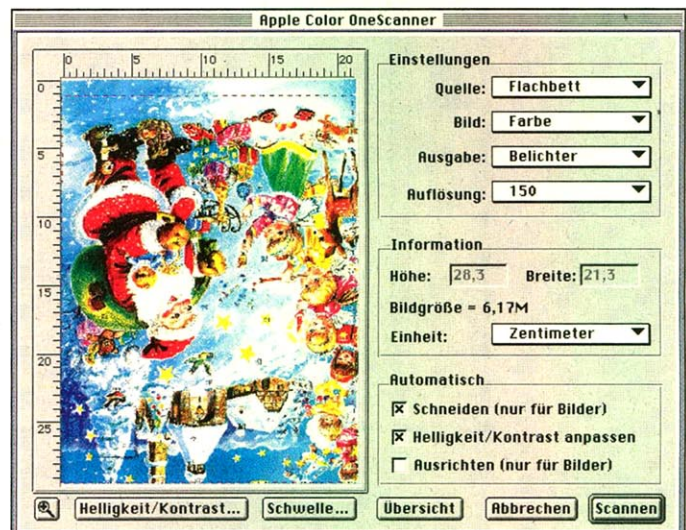 Apple Color OneScanner
0 5 10 15 20
0
5
10
15
20
25
Einstellungen
Quelle: Flachbett
Bild: Farbe
Ausgabe: Belichter
Auflösung: 150
Information
Höhe: 28,3 Breite: 21,3
Bildgröße = 6,17M
Einheit: Zentimeter
Automatisch
Schneiden (nur für Bilder)
Helligkeit/Kontrast anpassen
Ausrichten (nur für Bilder)
Helligkeit/Kontrast... Schwelle... Übersicht Abbrechen Scannen